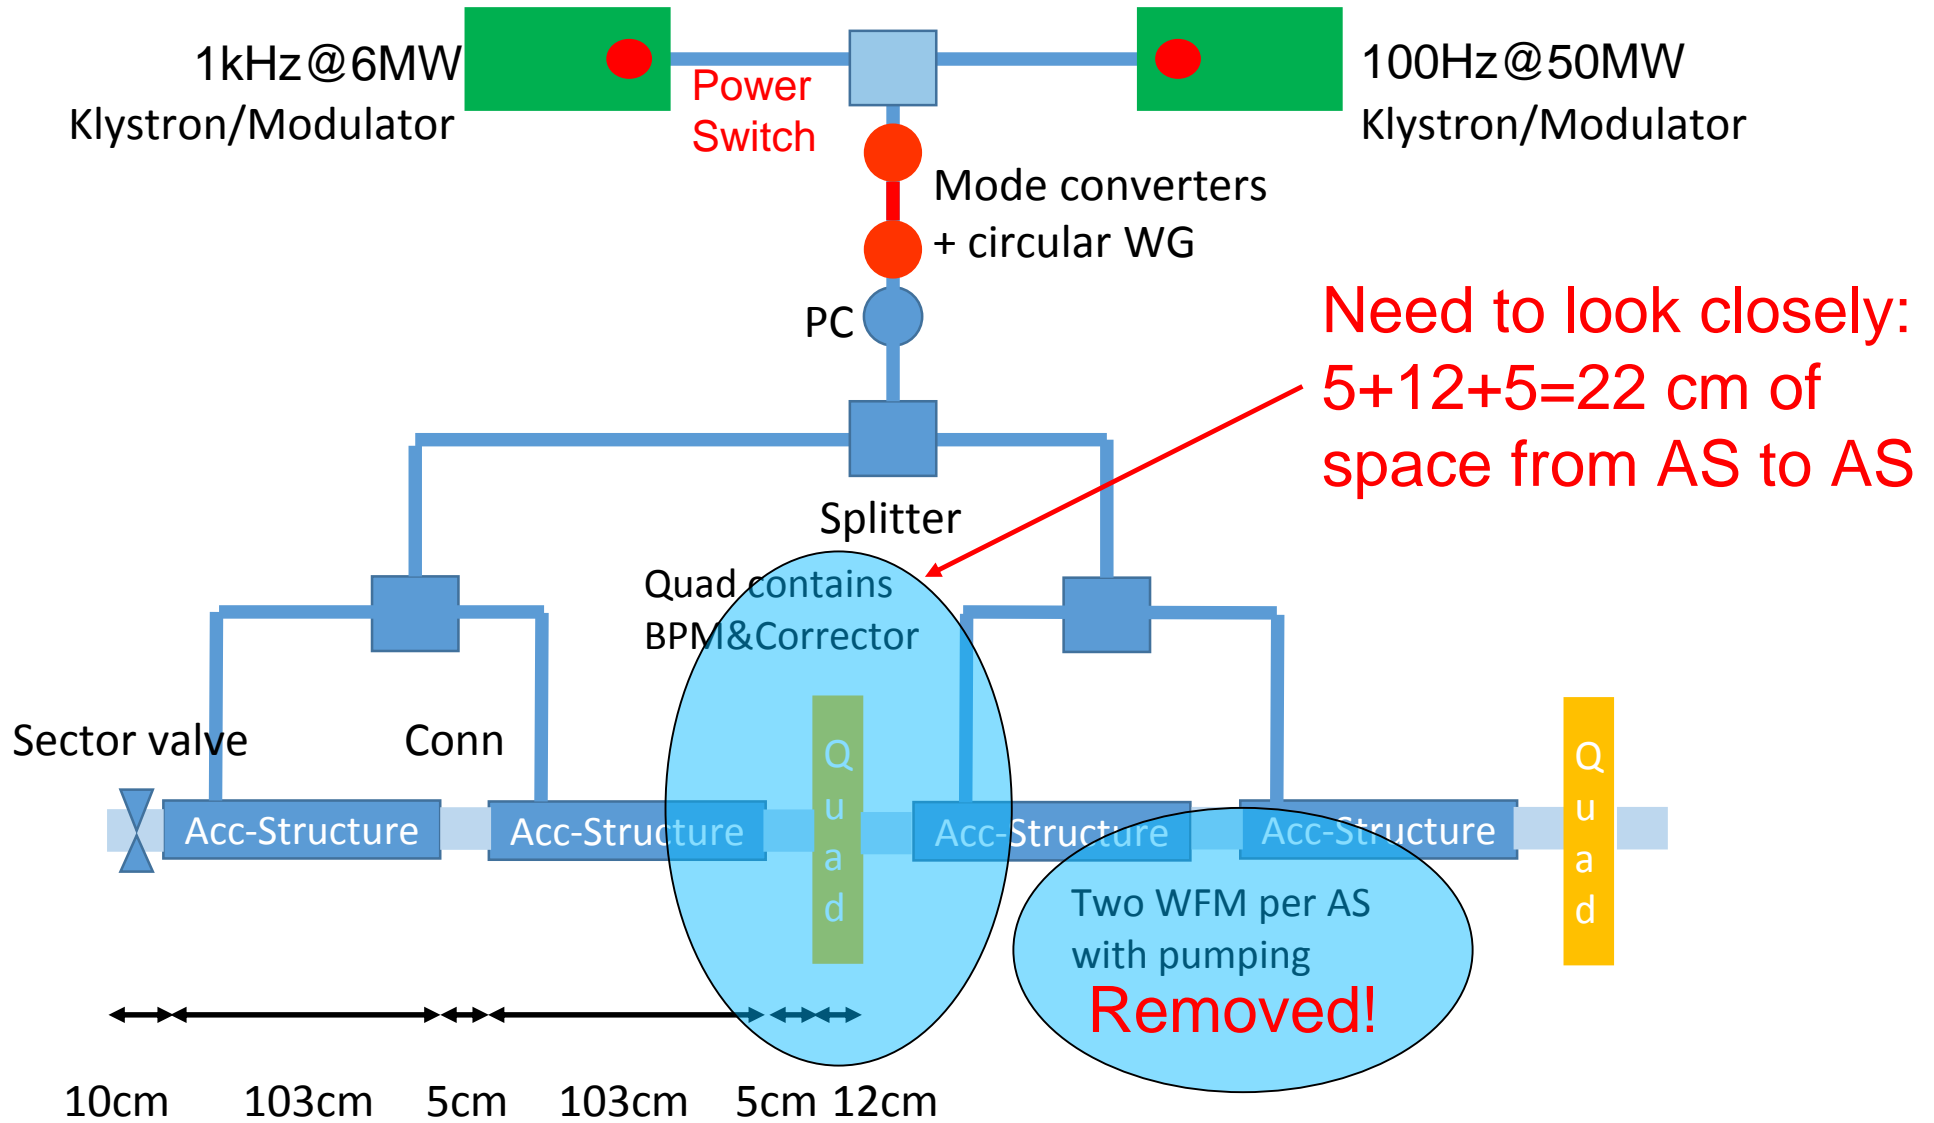 1kHz@6MW
Klystron/Modulator
Power
Switch
100Hz@50MW
Klystron/Modulator
Mode converters
+ circular WG
PC
Need to look closely:
5+12+5=22 cm of
space from AS to AS
Splitter
Quad contains
BPM&Corrector
Sector valve
Conn
Quad
Quad
Acc-Structure
Acc-Structure
Acc-Structure
Acc-Structure
Two WFM per AS
with pumping
Removed!
10cm
103cm
5cm
103cm
5cm
12cm